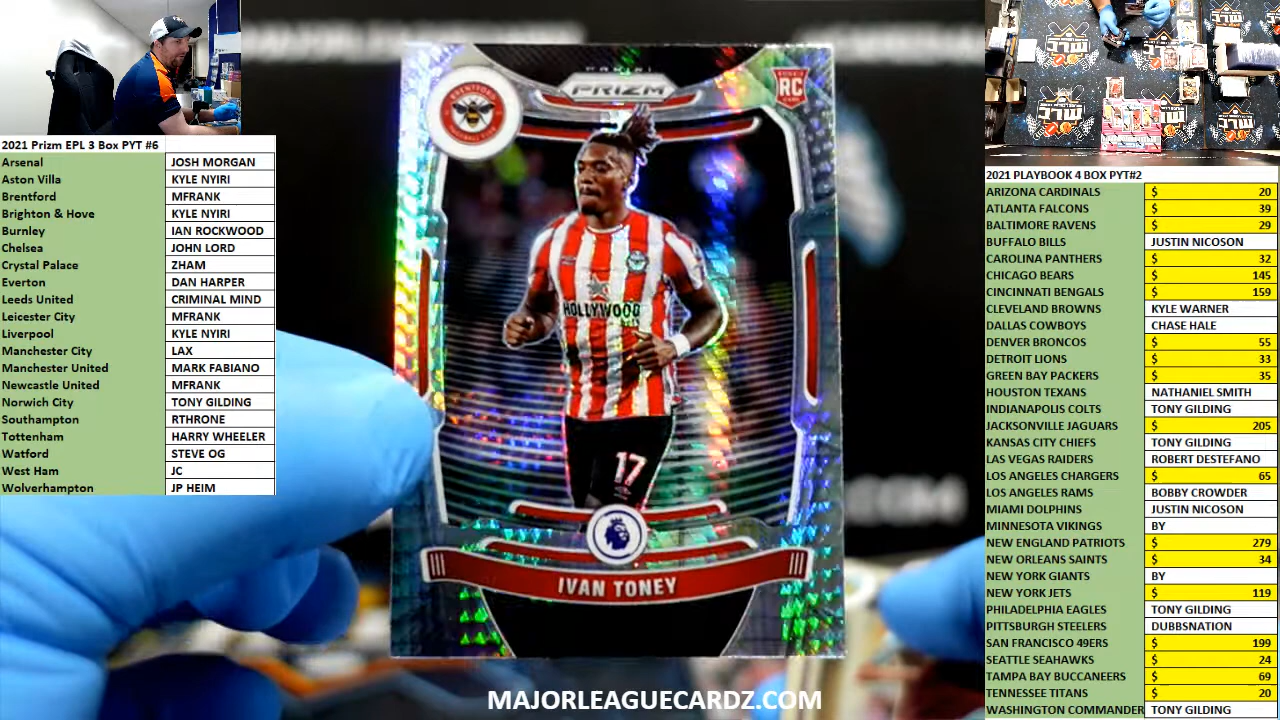 2021 Prizm EPL 3 Box PYT #6
Arsenal JOSH MORGAN
Aston Villa KYLE NYIRI
Brentford MFRANK
Brighton & Hove KYLE NYIRI
Burnley IAN ROCKWOOD
Chelsea JOHN LORD
Crystal Palace ZHAM
Everton DAN HARPER
Leeds United CRIMINAL MIND
Leicester City MFRANK
Liverpool KYLE NYIRI
Manchester City LAX
Manchester United MARK FABIANO
Newcastle United MFRANK
Norwich City TONY GILDING
Southampton RTHRONE
Tottenham HARRY WHEELER
Watford STEVE OG
West Ham JC
Wolverhampton JP HEIM
PANINI
PRIZM
RC
BRENTFORD
HOLLYWOOD
17
IVAN TONEY
MAJORLEAGUECARDZ.COM
2021 PLAYBOOK 4 BOX PYT#2
ARIZONA CARDINALS $ 20
ATLANTA FALCONS $ 39
BALTIMORE RAVENS $ 29
BUFFALO BILLS JUSTIN NICOSON
CAROLINA PANTHERS $ 32
CHICAGO BEARS $ 145
CINCINNATI BENGALS $ 159
CLEVELAND BROWNS KYLE WARNER
DALLAS COWBOYS CHASE HALE
DENVER BRONCOS $ 55
DETROIT LIONS $ 33
GREEN BAY PACKERS $ 35
HOUSTON TEXANS NATHANIEL SMITH
INDIANAPOLIS COLTS TONY GILDING
JACKSONVILLE JAGUARS $ 205
KANSAS CITY CHIEFS TONY GILDING
LAS VEGAS RAIDERS ROBERT DESTEFANO
LOS ANGELES CHARGERS $ 65
LOS ANGELES RAMS BOBBY CROWDER
MIAMI DOLPHINS JUSTIN NICOSON
MINNESOTA VIKINGS BY
NEW ENGLAND PATRIOTS $ 279
NEW ORLEANS SAINTS $ 34
NEW YORK GIANTS BY
NEW YORK JETS $ 119
PHILADELPHIA EAGLES TONY GILDING
PITTSBURGH STEELERS DUBBSNATION
SAN FRANCISCO 49ERS $ 199
SEATTLE SEAHAWKS $ 24
TAMPA BAY BUCCANEERS $ 69
TENNESSEE TITANS $ 20
WASHINGTON COMMANDER TONY GILDING